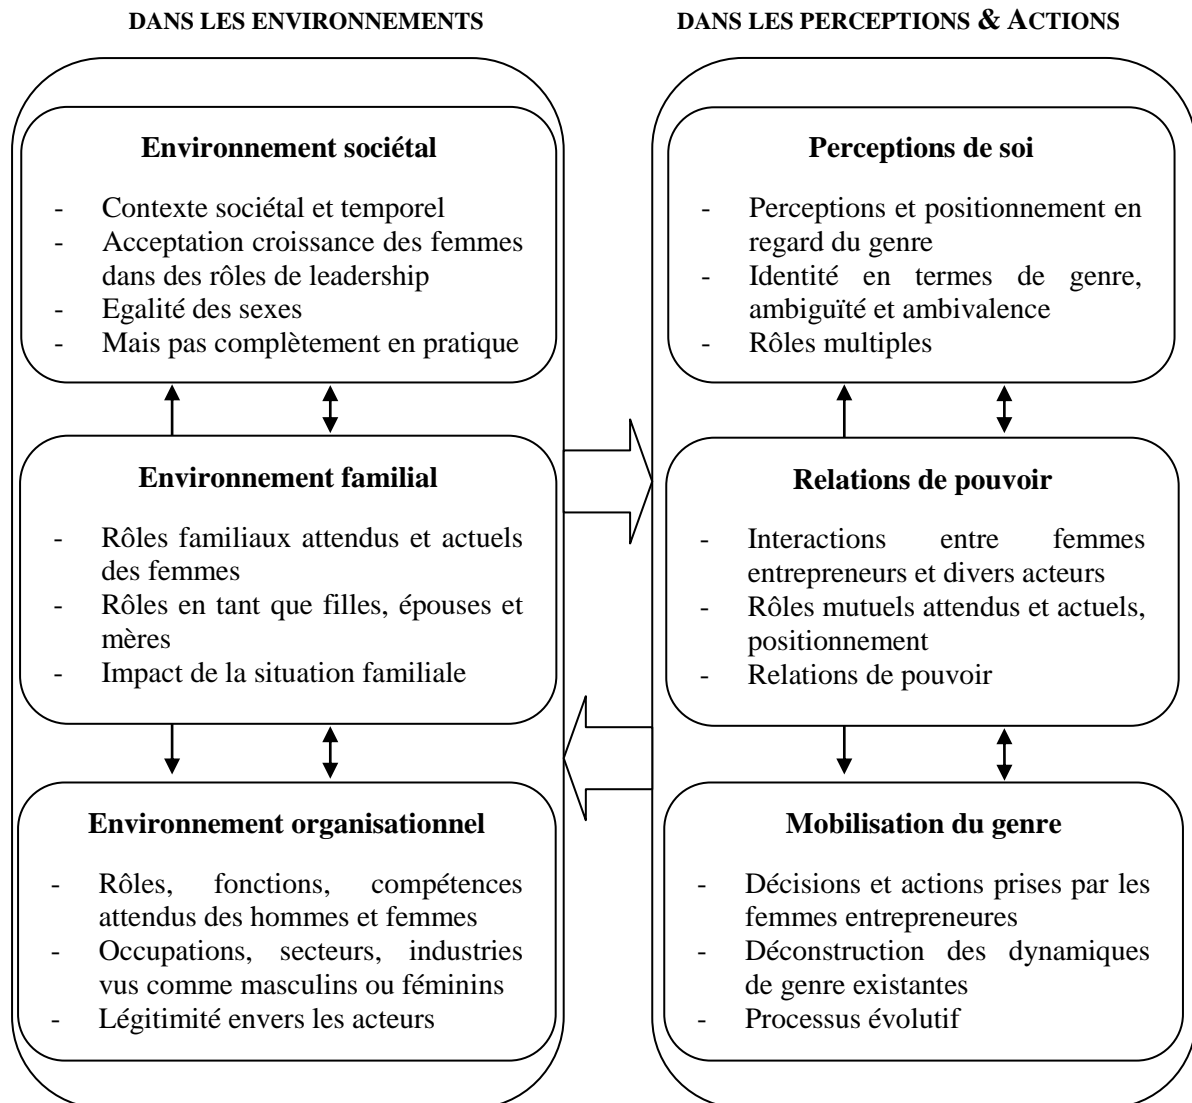 DANS LES ENVIRONNEMENTS
Environnement sociétal
- Contexte sociétal et temporel
- Acceptation croissance des femmes
dans des rôles de leadership
- Egalité des sexes
- Mais pas complètement en pratique
Environnement familial
- Rôles familiaux attendus et actuels
des femmes
- Rôles en tant que filles, épouses et
mères
- Impact de la situation familiale
Environnement organisationnel
- Rôles, fonctions, compétences
attendus des hommes et femmes
- Occupations, secteurs, industries
vus comme masculins ou féminins
- Légitimité envers les acteurs
DANS LES PERCEPTIONS & ACTIONS
Perceptions de soi
- Perceptions et positionnement en
regard du genre
- Identité en termes de genre,
ambiguïté et ambivalence
- Rôles multiples
Relations de pouvoir
- Interactions entre femmes
entrepreneurs et divers acteurs
- Rôles mutuels attendus et actuels,
positionnement
- Relations de pouvoir
Mobilisation du genre
- Décisions et actions prises par les
femmes entrepreneures
- Déconstruction des dynamiques
de genre existantes
- Processus évolutif